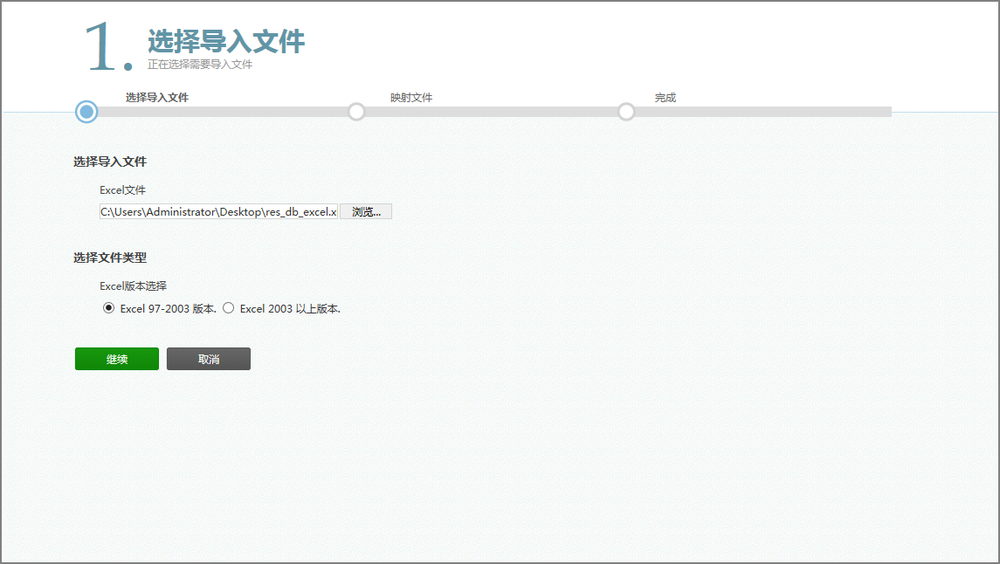 1.
选择导入文件
正在选择需要导入文件
选择导入文件 映射文件 完成
选择导入文件
Excel文件
C:\Users\Administrator\Desktop\res_db_excel.x 浏览...
选择文件类型
Excel版本选择
Excel 97-2003 版本. Excel 2003 以上版本.
继续 取消